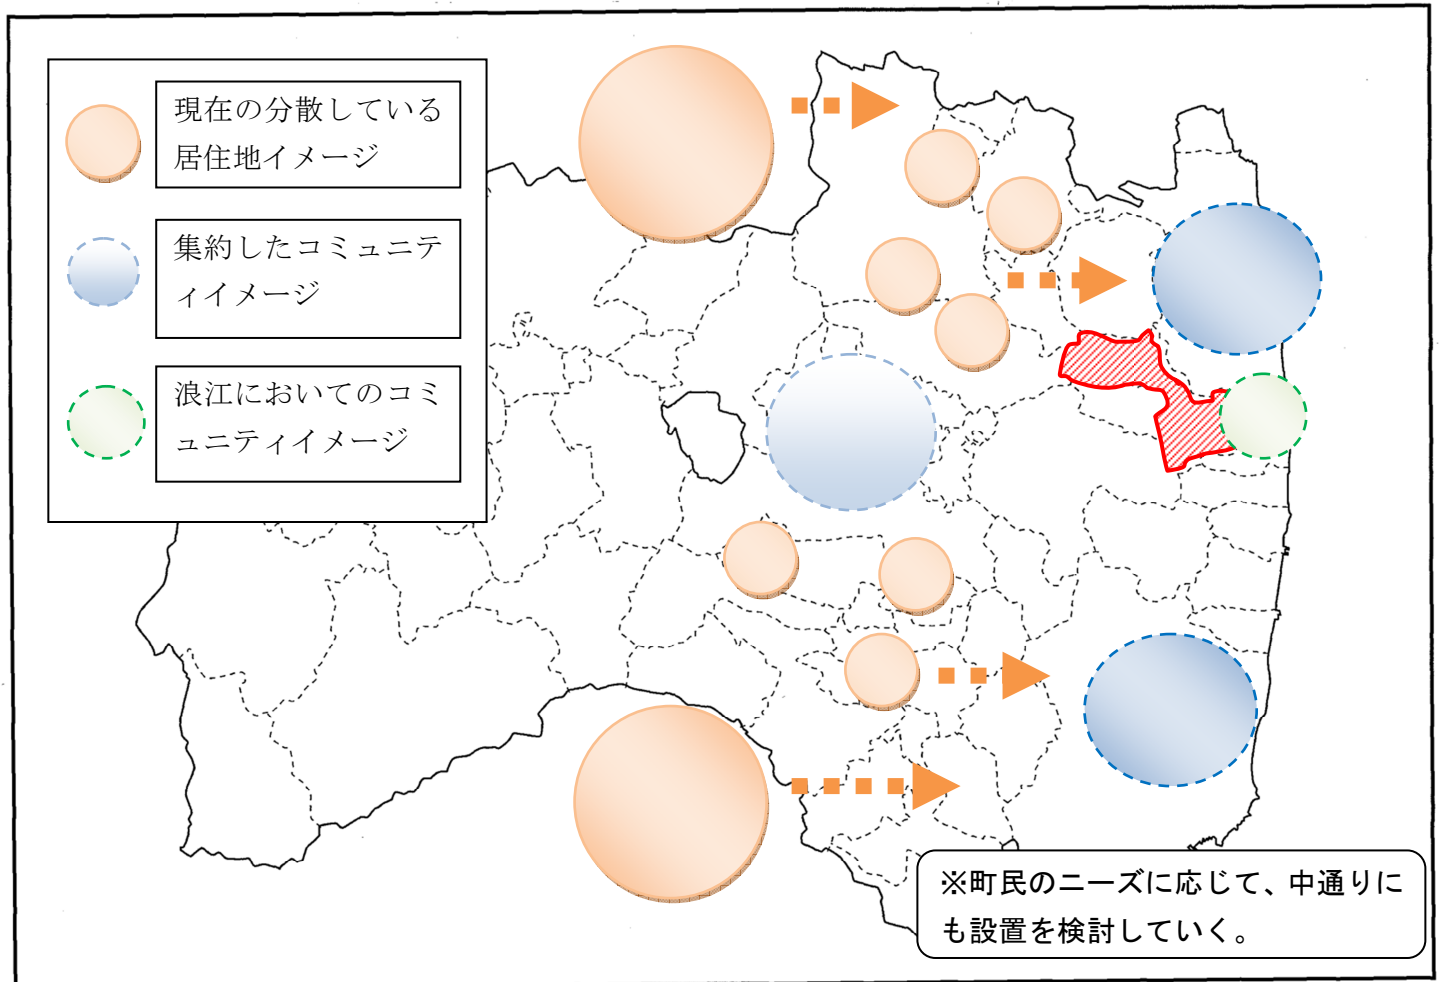 現在の分散している
居住地イメージ
集約したコミュニテ
ィイメージ
浪江においてのコミ
ュニティイメージ
※町民のニーズに応じて、中通りに
も設置を検討していく。